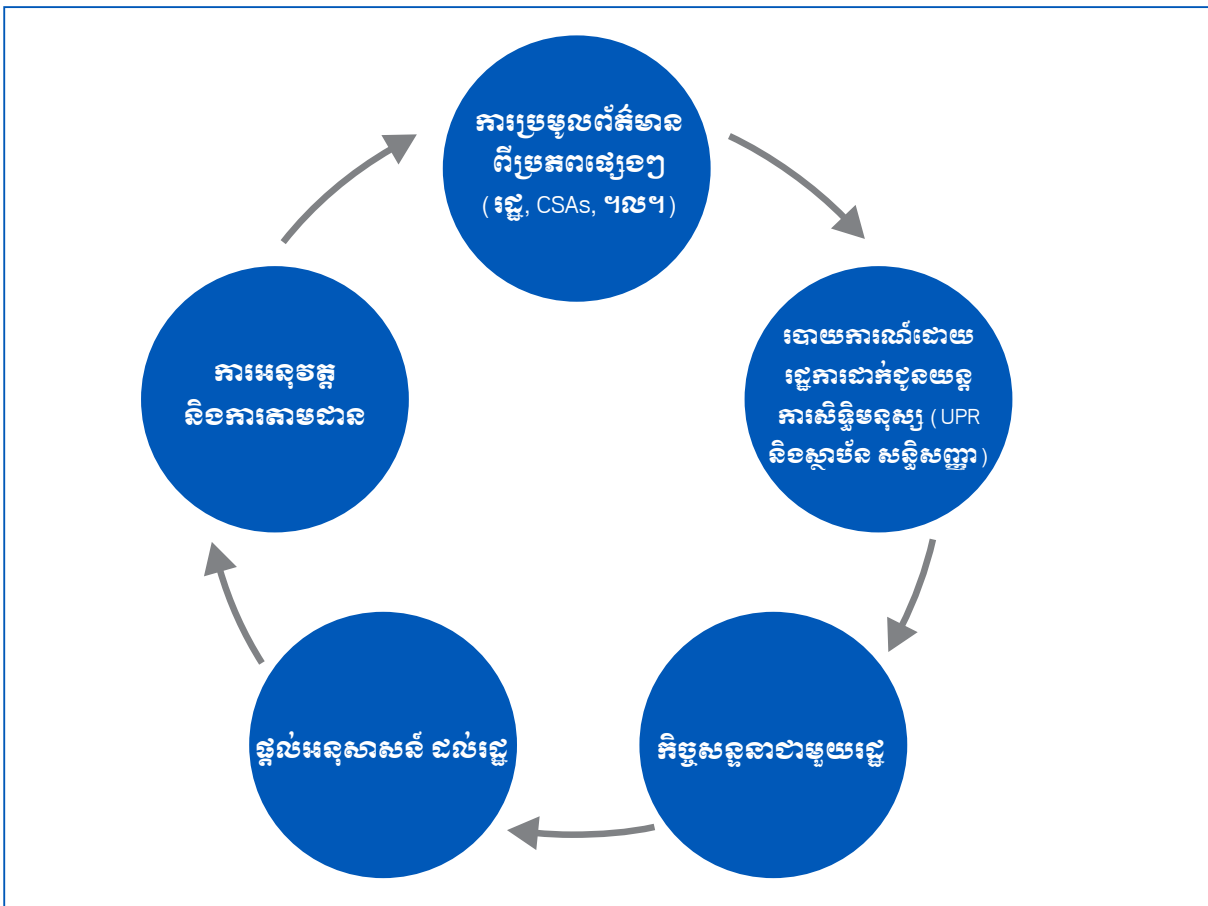 ការប្រមូលព័ត៌មាន
ពីប្រភពផ្សេងៗ
(រដ្ឋ, CSAs, ។ល។)
របាយការណ៍ដោយ
រដ្ឋការដាក់ជូនយន្ត
ការសិទ្ធិមនុស្ស (UPR
និងស្ថាប័ន សន្ធិសញ្ញា)
កិច្ចសន្ទនាជាមួយរដ្ឋ
ផ្តល់អនុសាសន៍ ដល់រដ្ឋ
ការអនុវត្ត
និងការតាមដាន